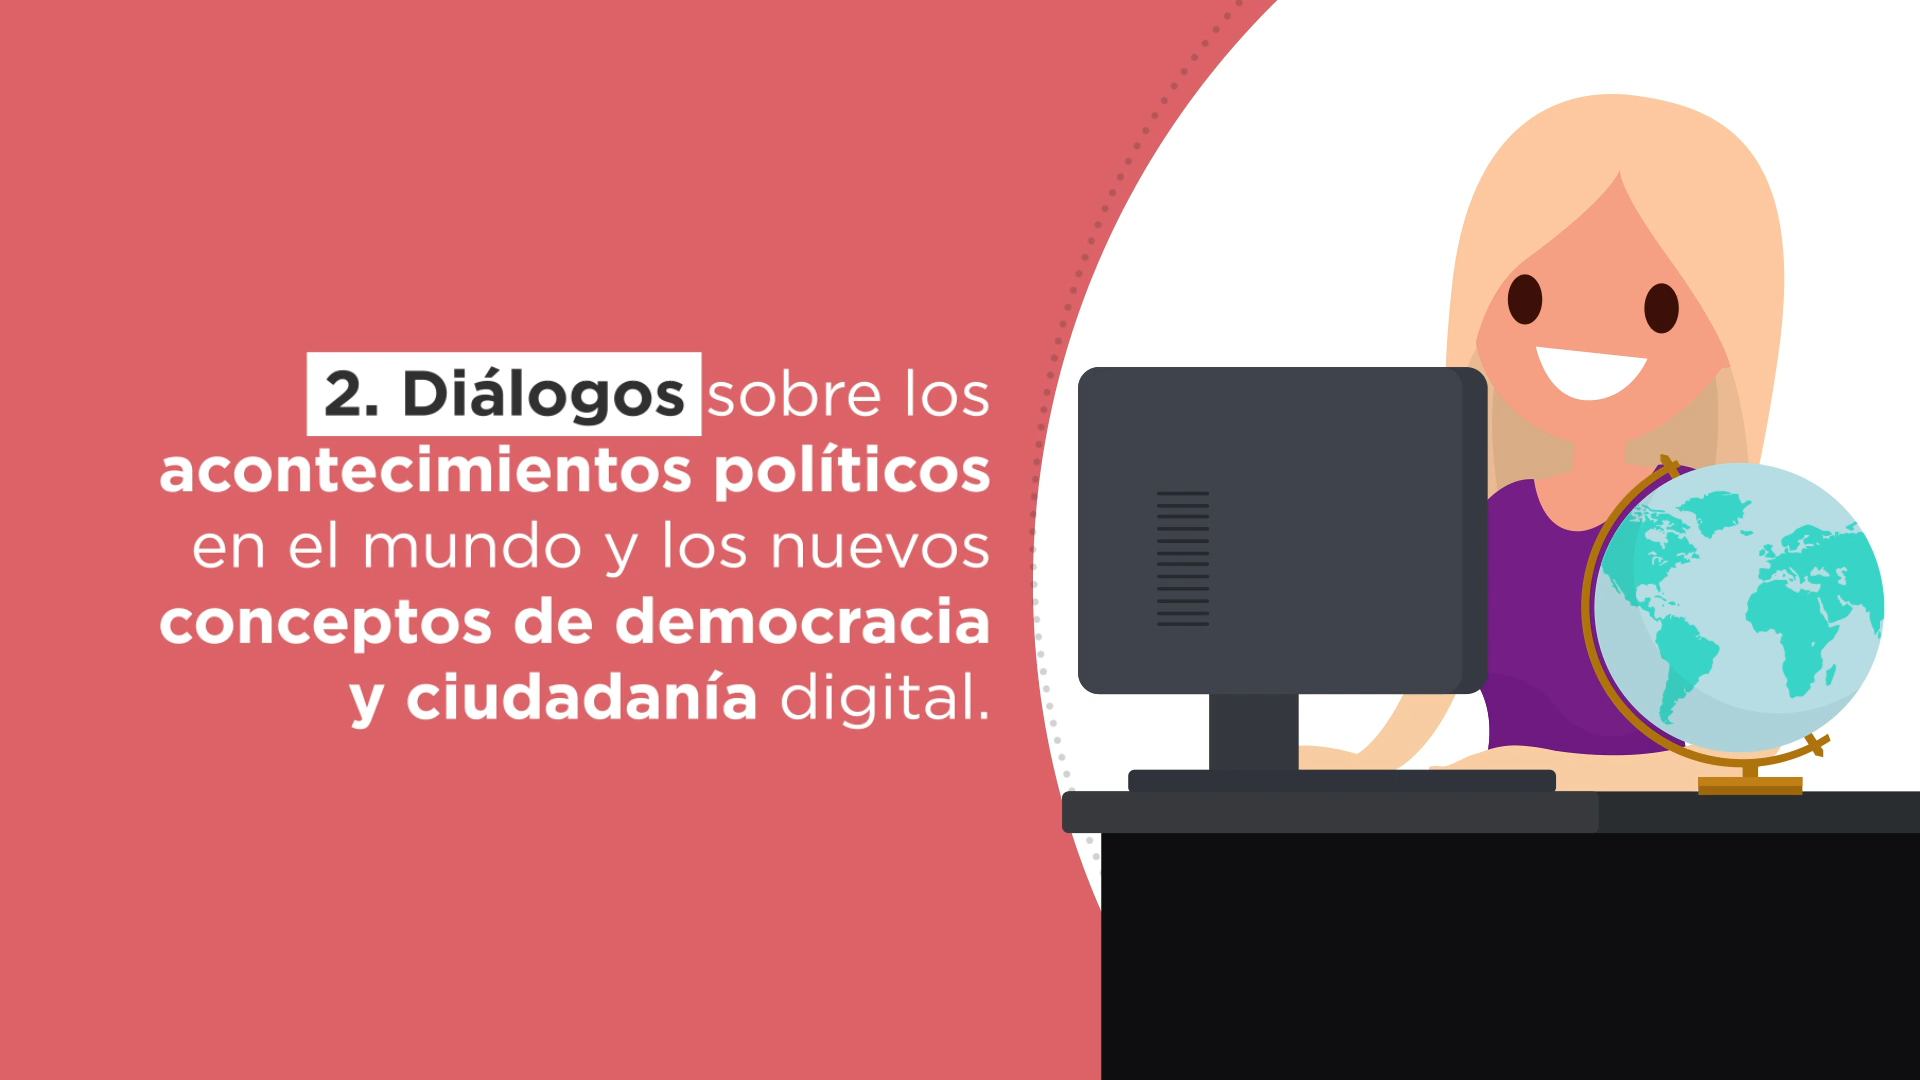 2. Diálogos sobre los
acontecimientos políticos
en el mundo y los nuevos
conceptos de democracia
y ciudadanía digital.